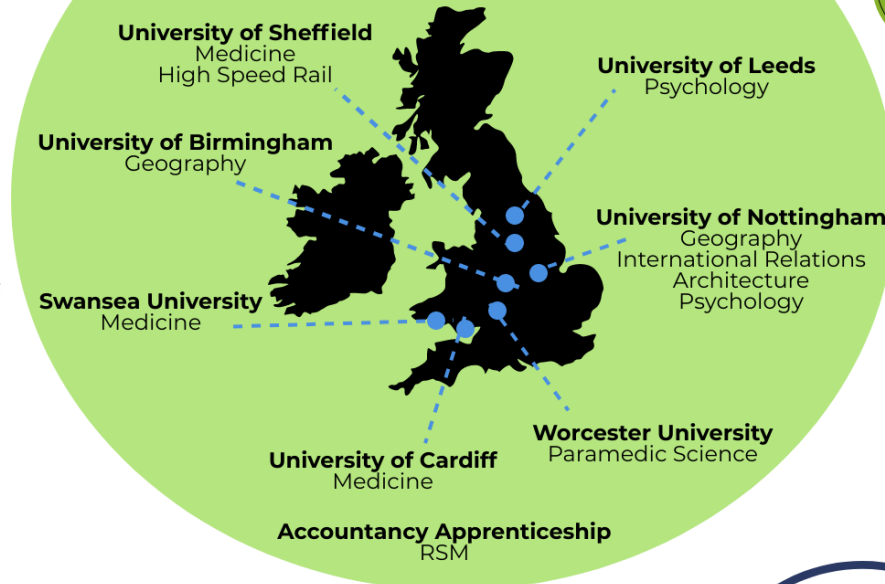 University of Sheffield
Medicine
High Speed Rail
University of Leeds
Psychology
University of Birmingham
Geography
University of Nottingham
Geography
International Relations
Architecture
Psychology
Swansea University
Medicine
Worcester University
Paramedic Science
University of Cardiff
Medicine
Accountancy Apprenticeship
RSM